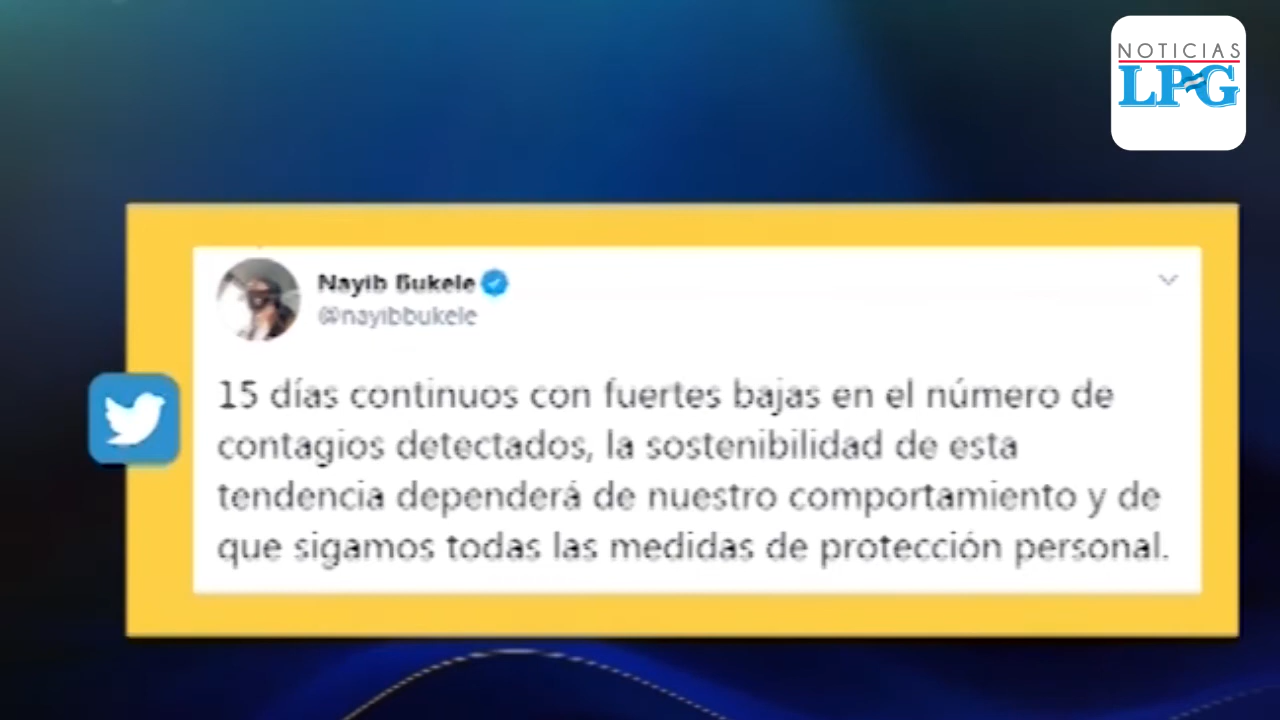 NOTICIAS
LPG
Nayib Bukele
@nayibbukele
15 días continuos con fuertes bajas en el número de
contagios detectados, la sostenibilidad de esta
tendencia dependerá de nuestro comportamiento y de
que sigamos todas las medidas de protección personal.